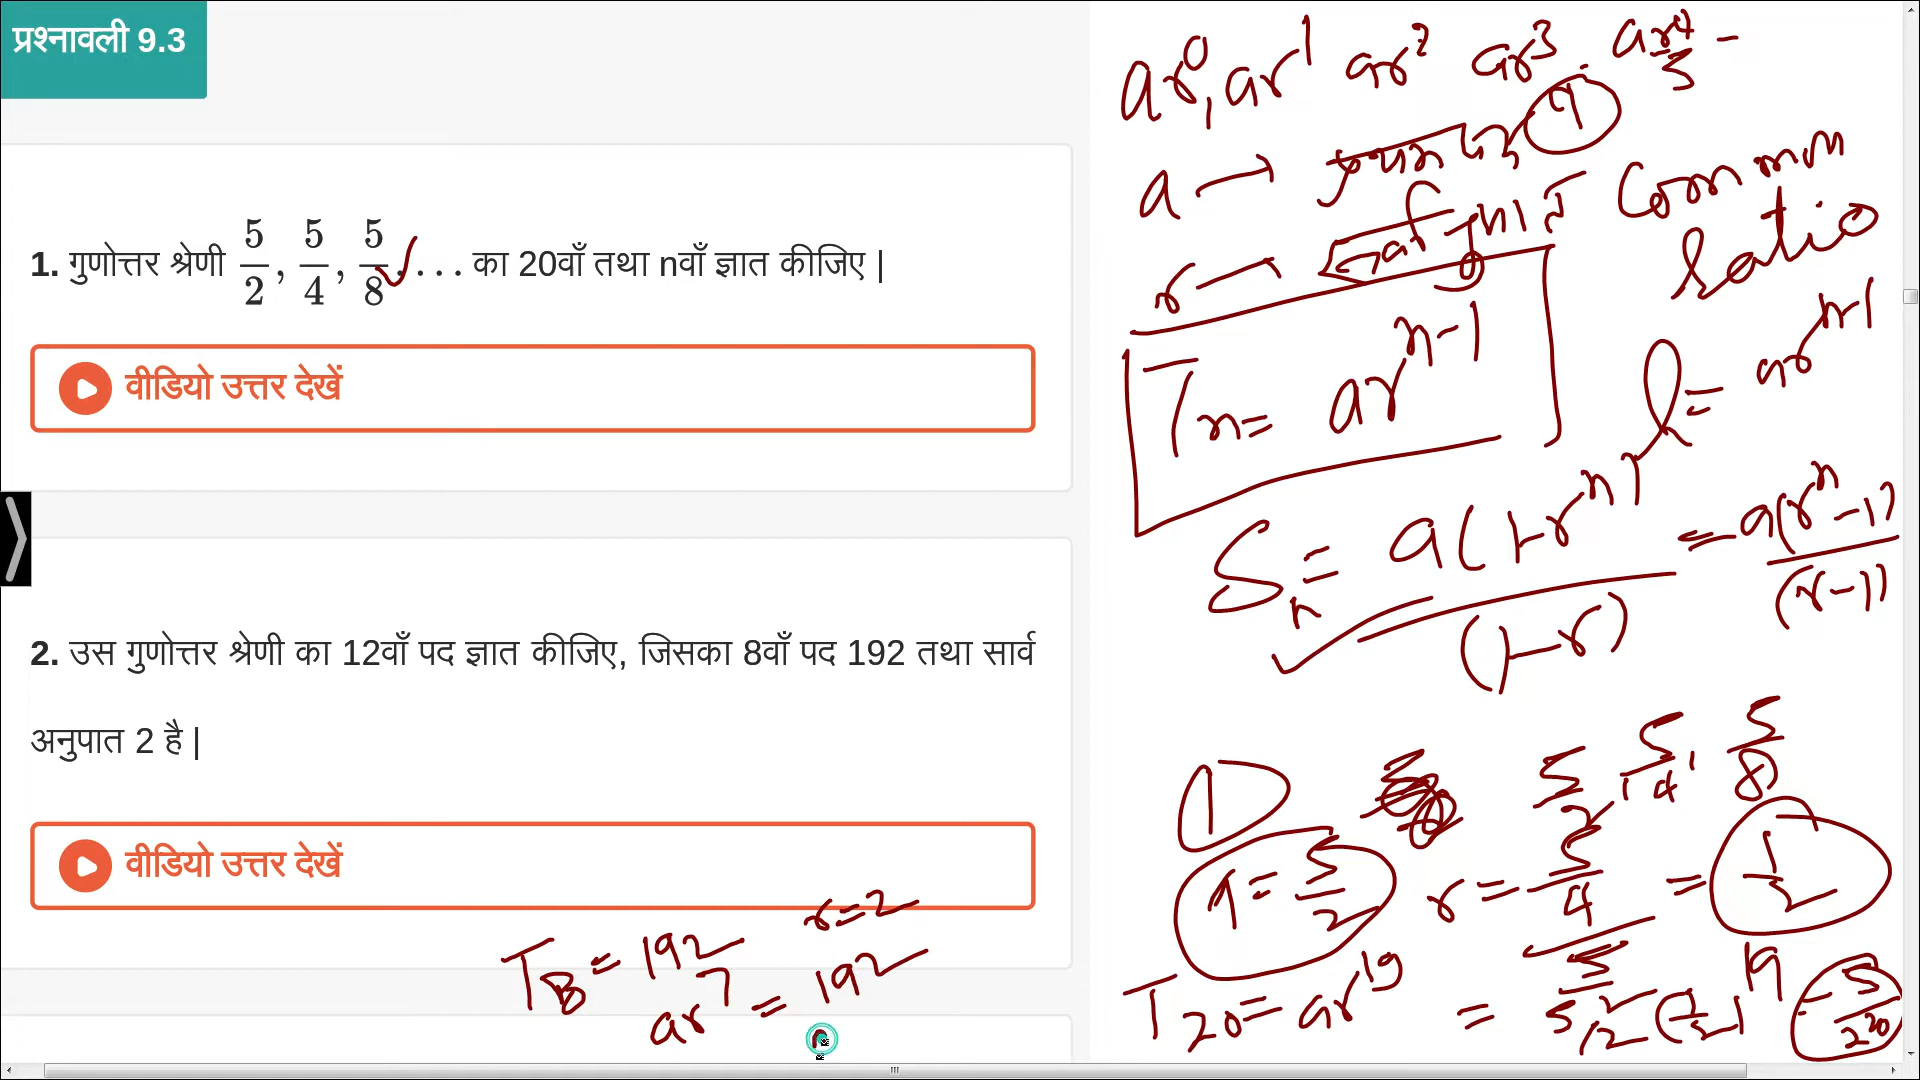 प्रश्नावली 9.3
1. गुणोत्तर श्रेणी 5/2, 5/4, 5/8, ... का 20वाँ तथा nवाँ ज्ञात कीजिए |
वीडियो उत्तर देखें
2. उस गुणोत्तर श्रेणी का 12वाँ पद ज्ञात कीजिए, जिसका 8वाँ पद 192 तथा सार्व
अनुपात 2 है |
वीडियो उत्तर देखें
T8 = 192 r=2
ar^7 = 192
ar^0, ar^1 ar^2 ar^3 . ar^4
5
a → प्रथम पद a
r → Common
ratio
Tn = ar^n-1
l = ar^n-1
Sn = a(1-r^n)/(1-r) = a(r^n-1)/(r-1)
1 5/2, 5/4, 5/8
a = 5/2 r = 5/4 / 5/2 = 1/2
T20 = ar^19 = 5/2 (1/2)^19 = 5/2^20